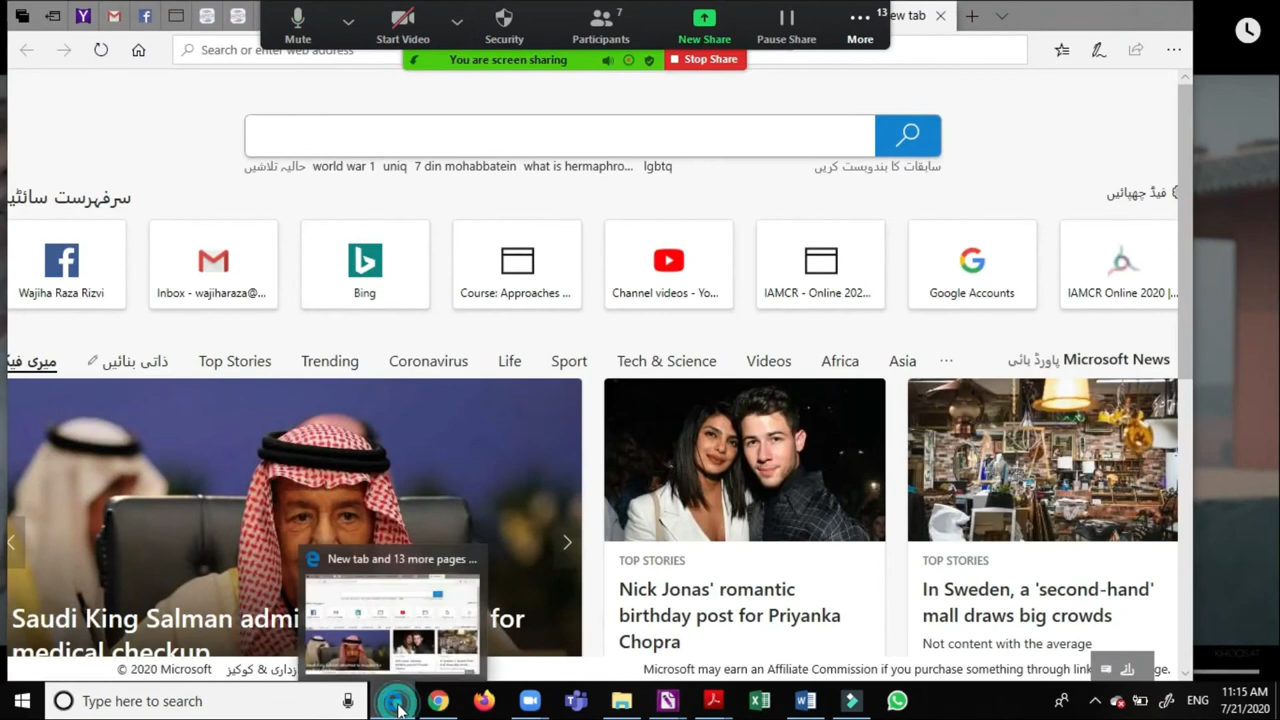 13
7
Mute
Start Video
Security
Participants
New Share
Pause Share
More
ew tab
Search or enter web address
You are screen sharing
Stop Share
حالیہ تلاشیں
world war 1
uniq
7 din mohabbatein
what is hermaphro...
lgbtq
سابقات کا بندوبست کریں
سرفہرست سائٹیں
فیڈ چھپائیں
Wajiha Raza Rizvi
Inbox - wajiharaza@...
Bing
Course: Approaches ...
Channel videos - Yo...
IAMCR - Online 202...
Google Accounts
IAMCR Online 2020 |...
ذاتی بنائیں
Top Stories
Trending
Coronavirus
Life
Sport
Tech & Science
Videos
Africa
Asia
...
پاورڈ بائی
Microsoft News
New tab and 13 more pages ...
Saudi King Salman admi
for
medical checkup
TOP STORIES
Nick Jonas' romantic
birthday post for Priyanka
Chopra
TOP STORIES
In Sweden, a 'second-hand'
mall draws big crowds
Not content with the average
© 2020 Microsoft
رازداری & کوکیز
Microsoft may earn an Affiliate Commission if you purchase something through link
ge.
Type here to search
ENG
11:15 AM
7/21/2020